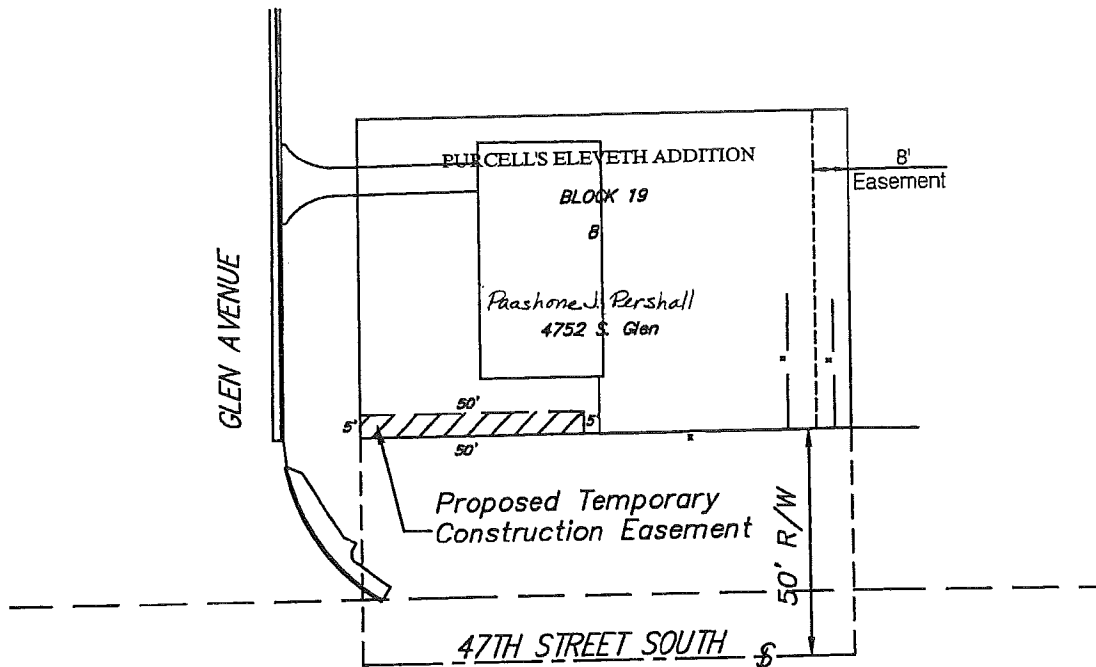 PURCELL'S ELEVETH ADDITION
8'
Easement
BLOCK 19
8
GLEN AVENUE
Paashone J. Pershall
4752 S. Glen
50'
5'
5'
50'
Proposed Temporary
Construction Easement
50' R/W
47TH STREET SOUTH